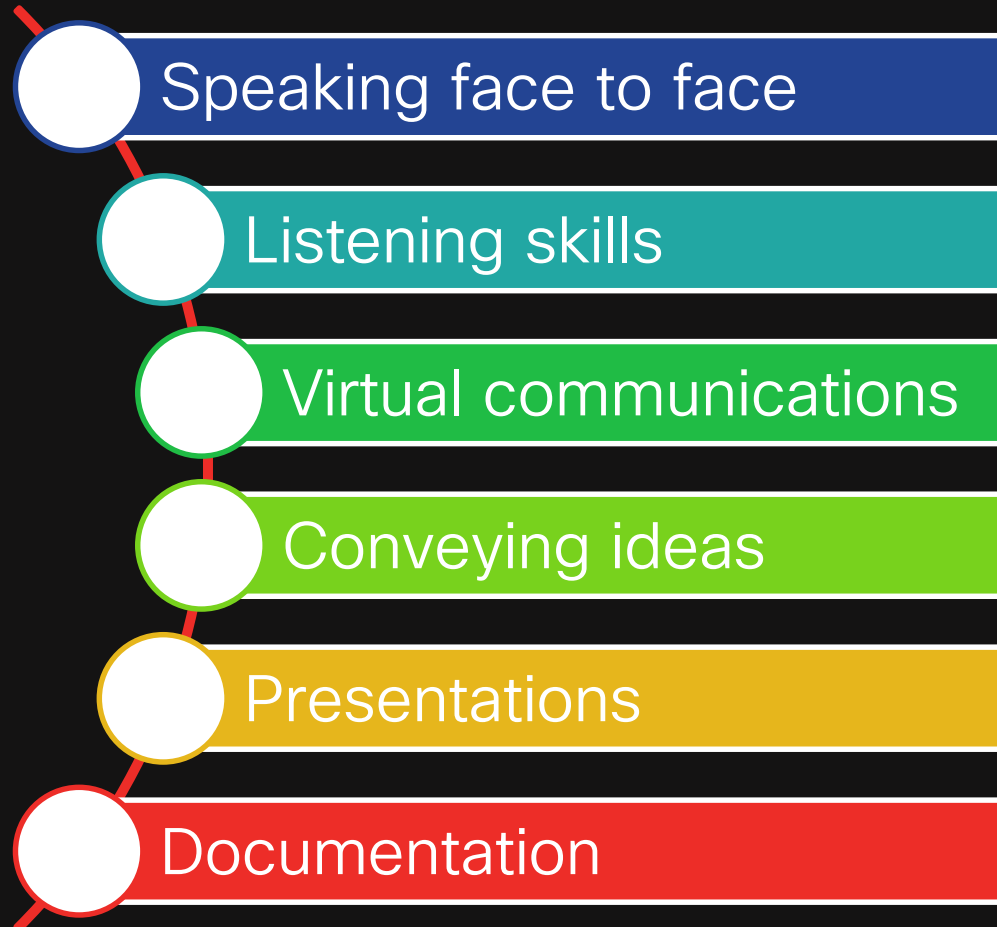 Speaking face to face
Listening skills
Virtual communications
Conveying ideas
Presentations
Documentation